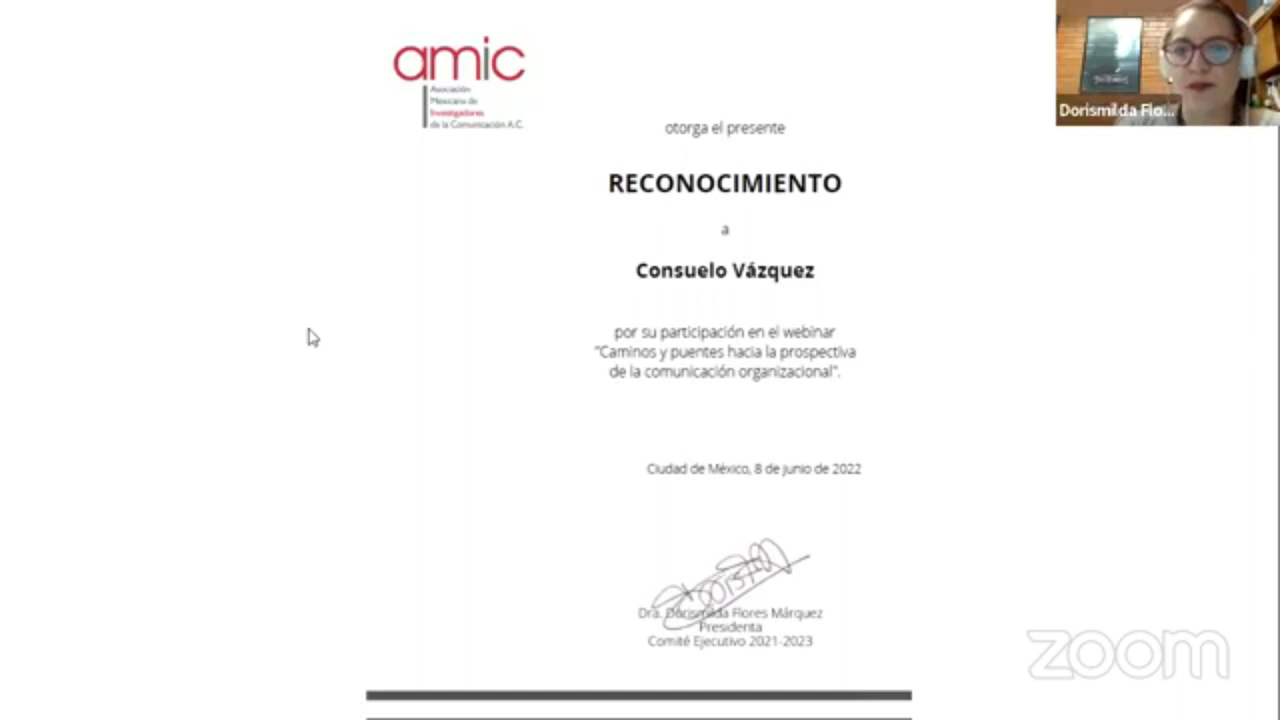 amic
Asociación
Mexicana de
Investigadores
de la Comunicación A.C.
otorga el presente
RECONOCIMIENTO
a
Consuelo Vázquez
por su participación en el webinar
"Caminos y puentes hacia la prospectiva
de la comunicación organizacional".
Ciudad de México, 8 de junio de 2022
Dra. Dorismilda Flores Márquez
Presidenta
Comité Ejecutivo 2021-2023
Dorismilda Flo...
zoom